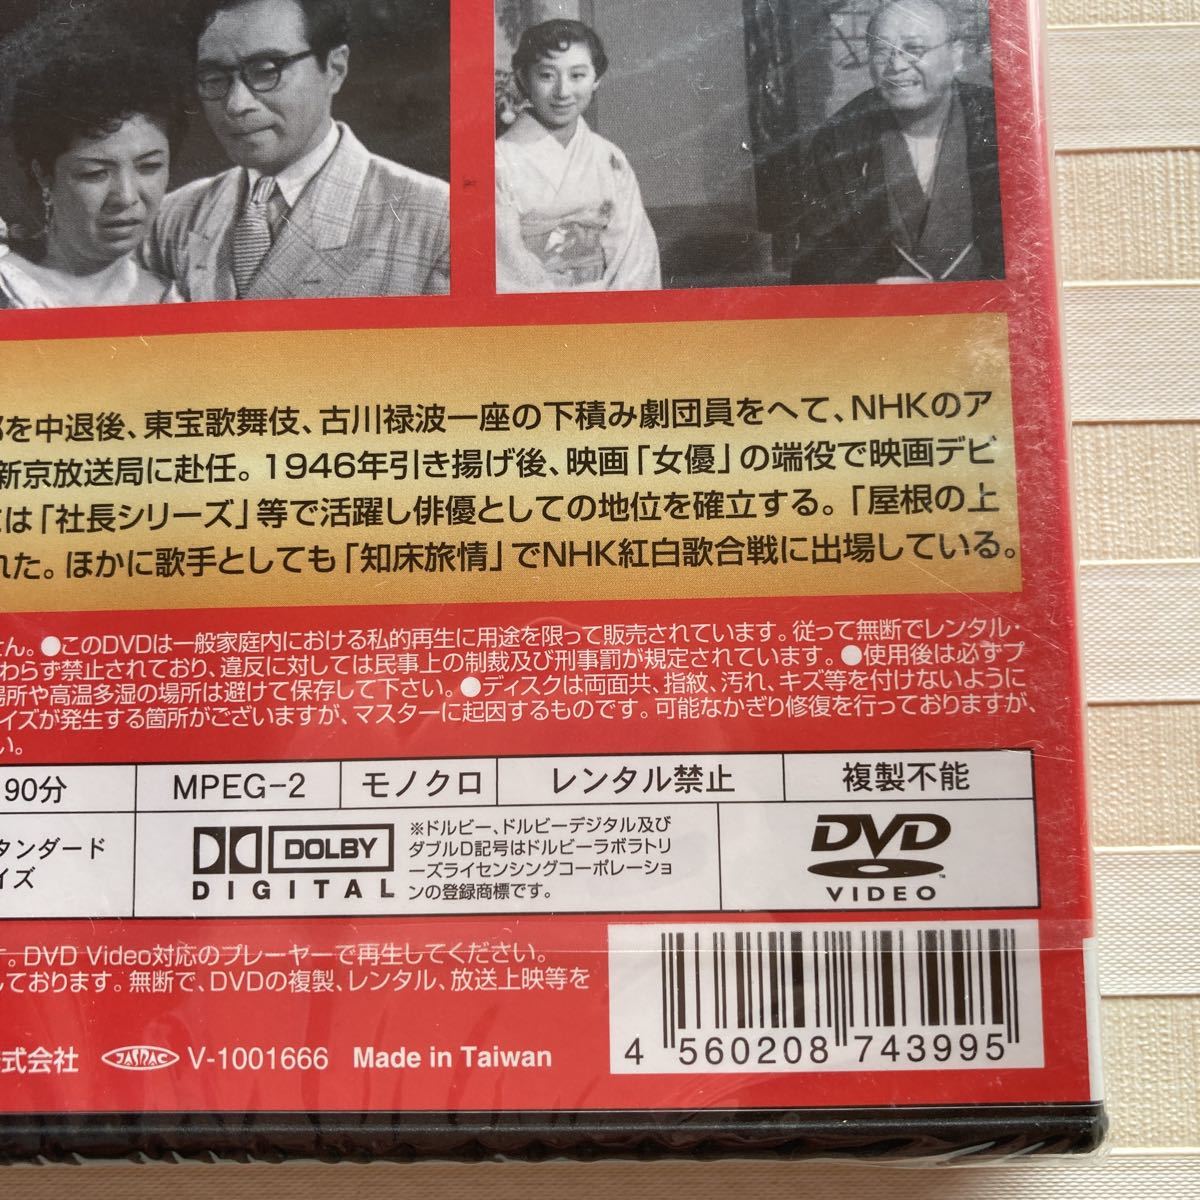 を中退後、東宝歌舞伎、古川禄波一座の下積み劇団員をへて、NHKのア
新京放送局に赴任。1946年引き揚げ後、映画「女優」の端役で映画デビ
は「社長シリーズ」等で活躍し俳優としての地位を確立する。「屋根の上
れた。ほかに歌手としても「知床旅情」でNHK紅白歌合戦に出場している。
せん。●このDVDは一般家庭内における私的再生に用途を限って販売されています。従って無断でレンタル・
わらず禁止されており、違反に対しては民事上の制裁及び刑事罰が規定されています。●使用後は必ずプ
場所や高温多湿の場所は避けて保存して下さい。●ディスクは両面共、指紋、汚れ、キズ等を付けないように
イズが発生する箇所がございますが、マスターに起因するものです。可能なかぎり修復を行っておりますが、
い。
90分 MPEG-2 モノクロ レンタル禁止 複製不能
タンダード
イズ
DOLBY
DIGITAL
※ドルビー、ドルビーデジタル及び
ダブルD記号はドルビーラボラトリ
ーズライセンシングコーポレーショ
ンの登録商標です。
DVD
™
VIDEO
す。DVD Video対応のプレーヤーで再生してください。
しております。無断で、DVDの複製、レンタル、放送上映等を
式会社 JASRAC V-1001666 Made in Taiwan
4 560208 743995